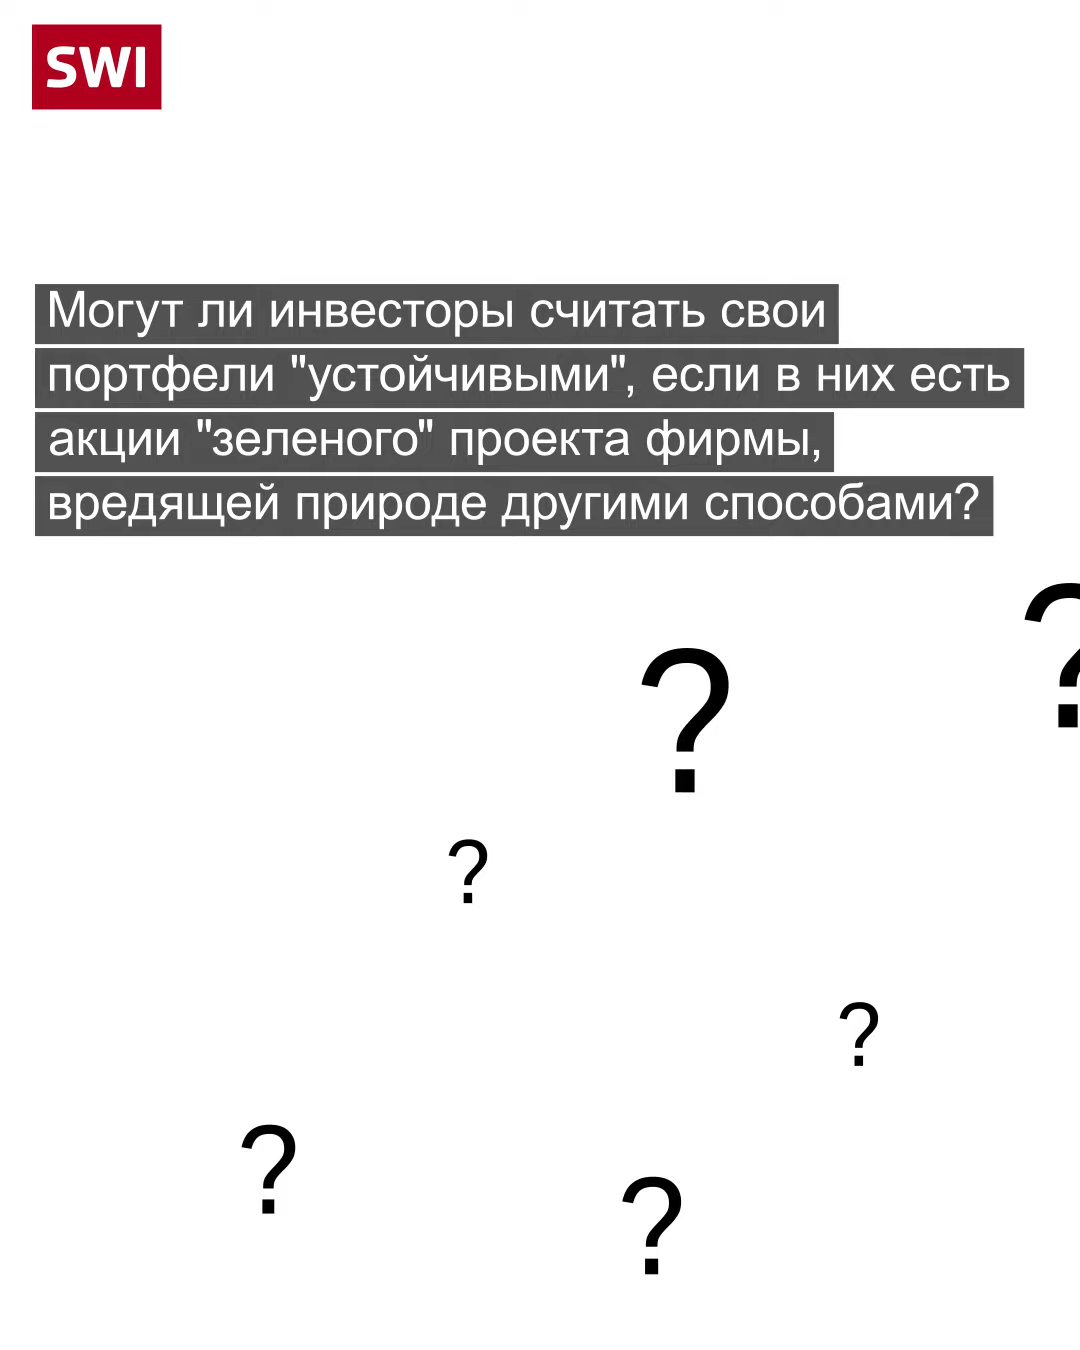 SWI
Могут ли инвесторы считать свои
портфели "устойчивыми", если в них есть
акции "зеленого" проекта фирмы,
вредящей природе другими способами?
?
?
?
?
?
?